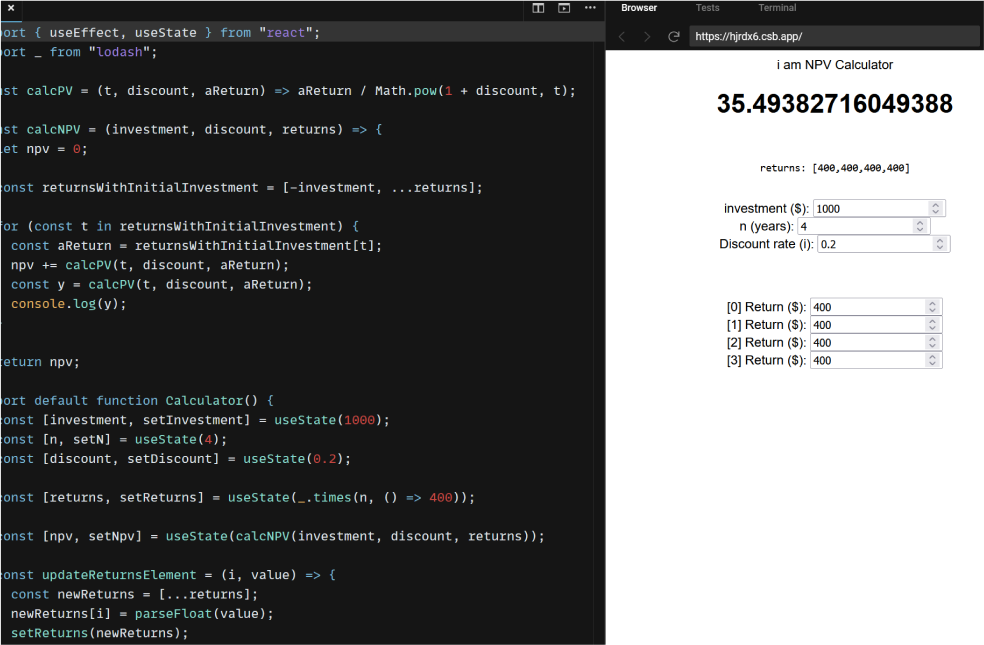 ort { useEffect, useState } from "react";
ort _ from "lodash";
st calcPV = (t, discount, aReturn) => aReturn / Math.pow(1 + discount, t);
st calcNPV = (investment, discount, returns) => {
et npv = 0;
onst returnsWithInitialInvestment = [-investment, ...returns];
or (const t in returnsWithInitialInvestment) {
const aReturn = returnsWithInitialInvestment[t];
npv += calcPV(t, discount, aReturn);
const y = calcPV(t, discount, aReturn);
console.log(y);
eturn npv;
ort default function Calculator() {
onst [investment, setInvestment] = useState(1000);
onst [n, setN] = useState(4);
onst [discount, setDiscount] = useState(0.2);
onst [returns, setReturns] = useState(_.times(n, () => 400));
onst [npv, setNpv] = useState(calcNPV(investment, discount, returns));
onst updateReturnsElement = (i, value) => {
const newReturns = [...returns];
newReturns[i] = parseFloat(value);
setReturns(newReturns);
Browser Tests Terminal
https://hjrdx6.csb.app/
i am NPV Calculator
35.49382716049388
returns: [400,400,400,400]
investment ($): 1000
n (years): 4
Discount rate (i): 0.2
[0] Return ($): 400
[1] Return ($): 400
[2] Return ($): 400
[3] Return ($): 400